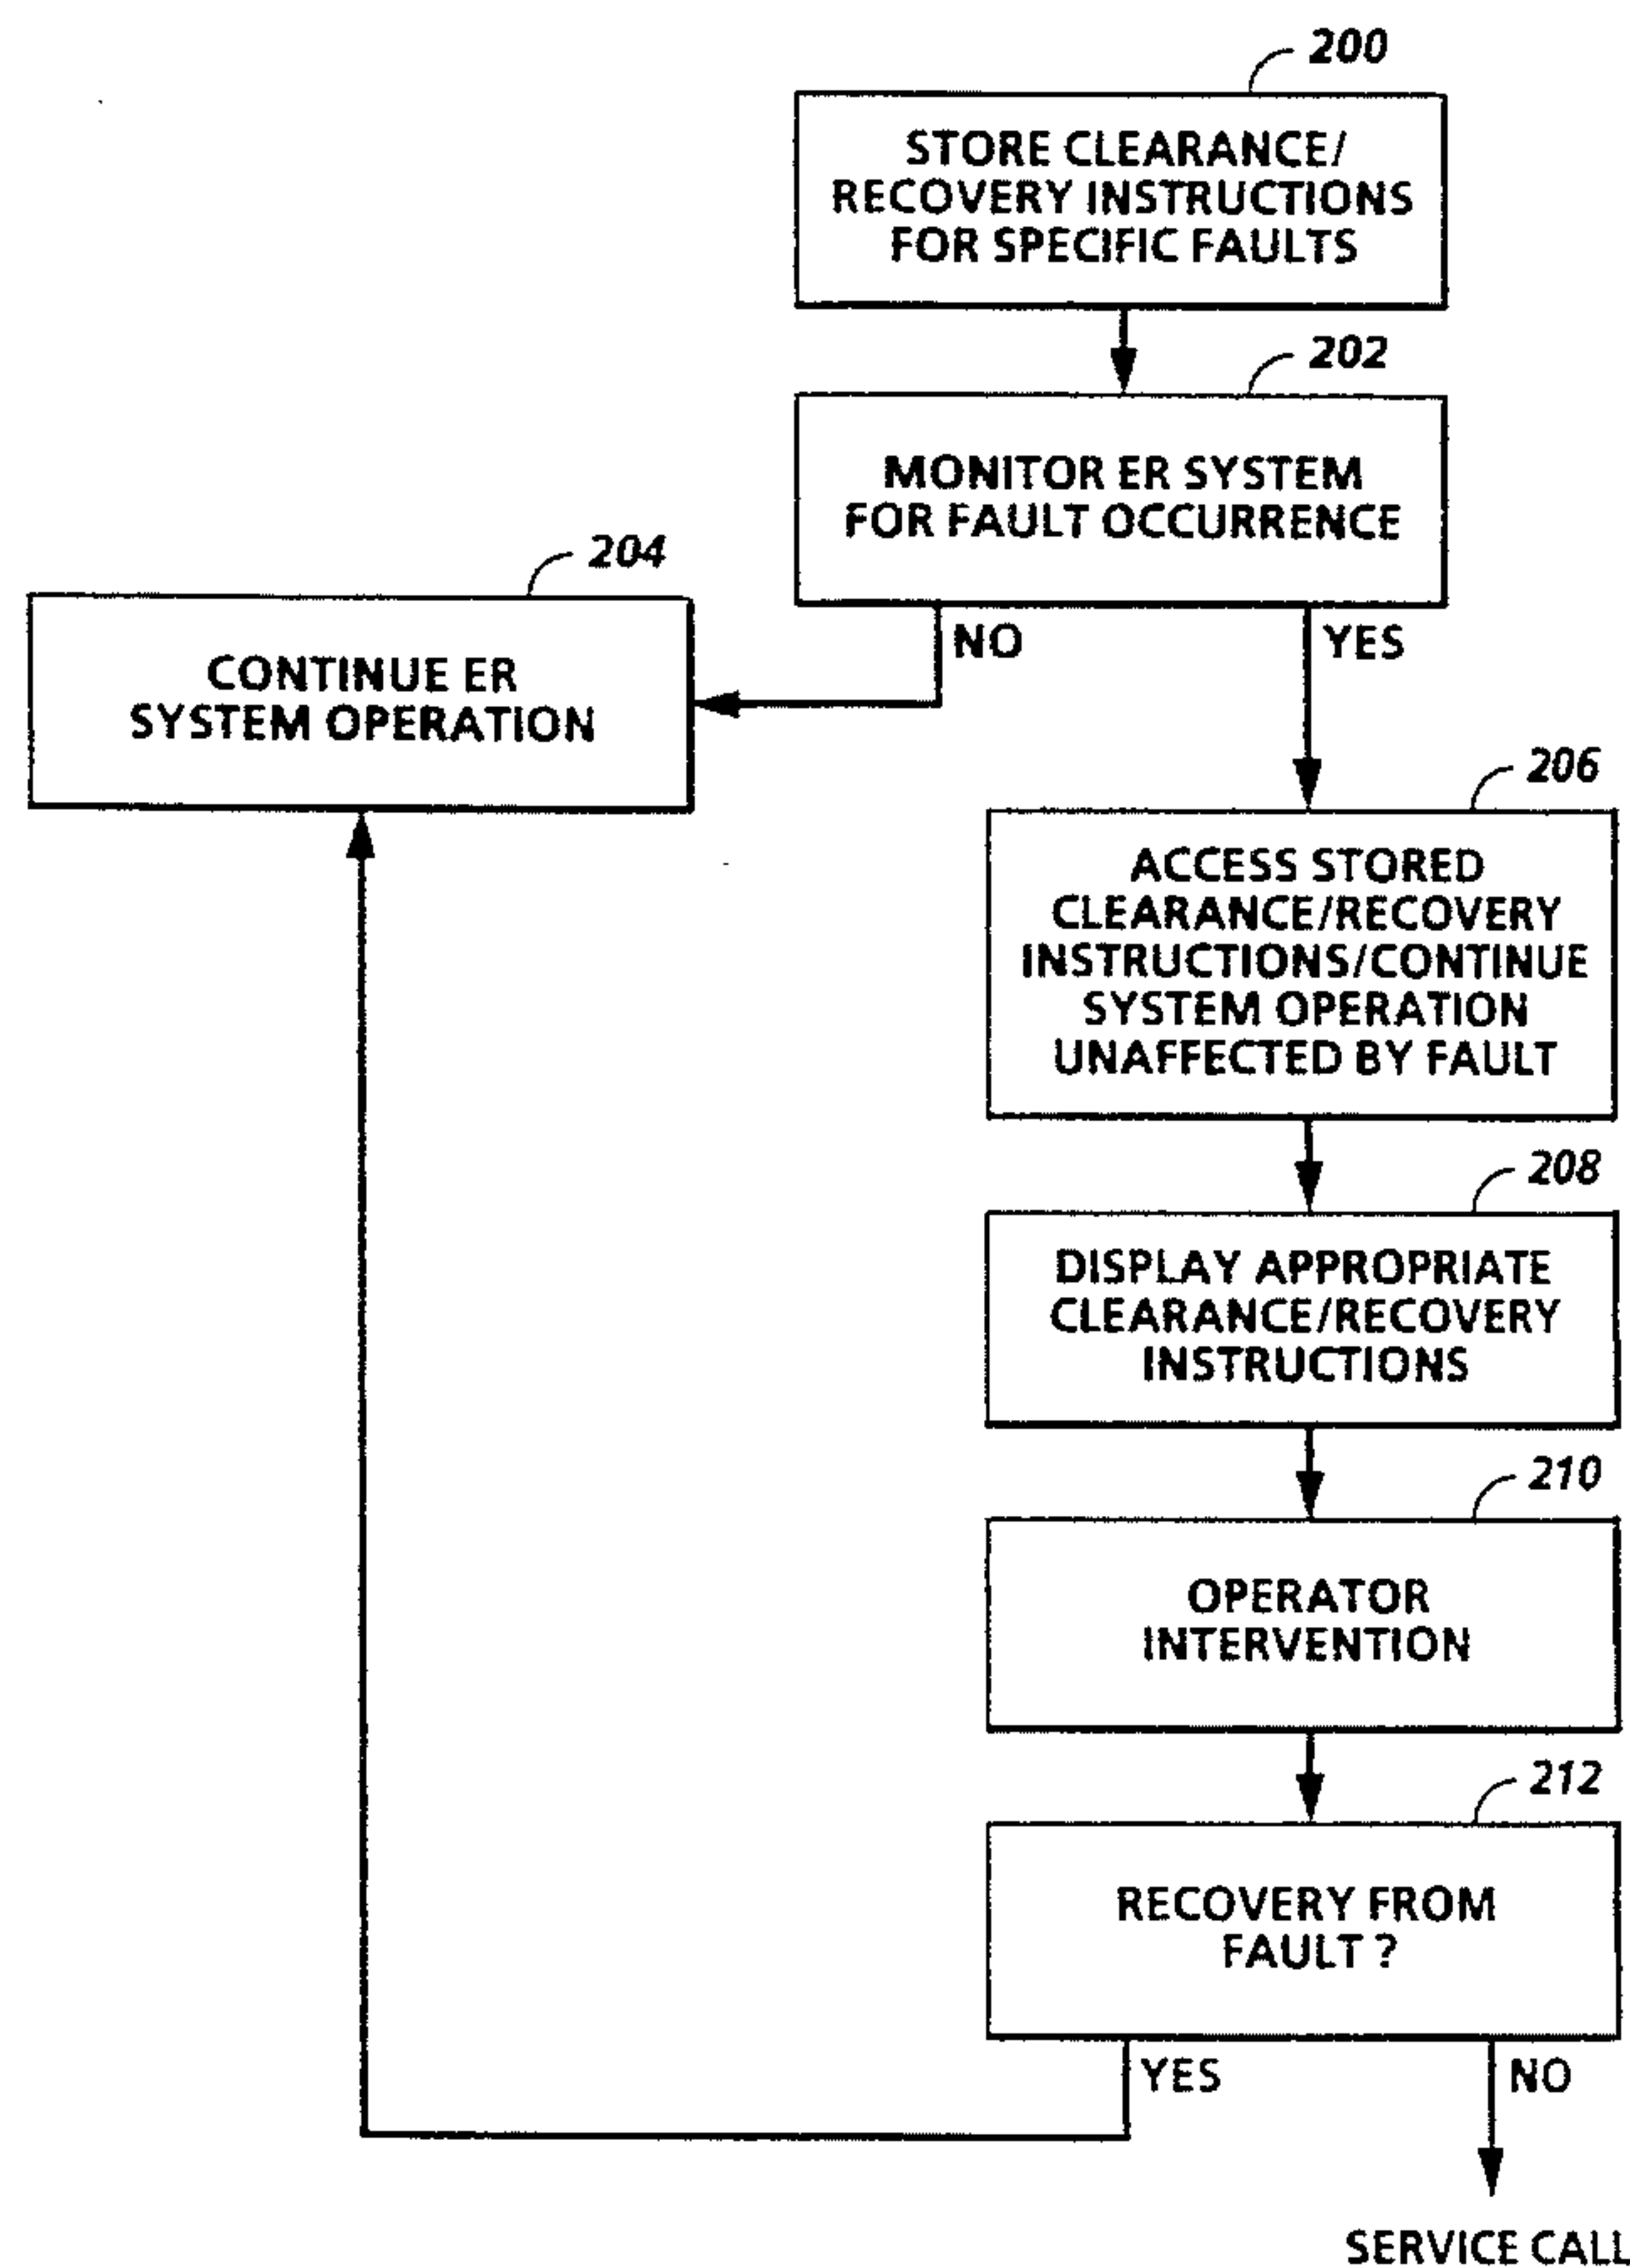 200
STORE CLEARANCE/
RECOVERY INSTRUCTIONS
FOR SPECIFIC FAULTS
202
MONITOR ER SYSTEM
FOR FAULT OCCURRENCE
NO
YES
204
CONTINUE ER
SYSTEM OPERATION
206
ACCESS STORED
CLEARANCE/RECOVERY
INSTRUCTIONS/CONTINUE
SYSTEM OPERATION
UNAFFECTED BY FAULT
208
DISPLAY APPROPRIATE
CLEARANCE/RECOVERY
INSTRUCTIONS
210
OPERATOR
INTERVENTION
212
RECOVERY FROM
FAULT ?
YES
NO
SERVICE CALL